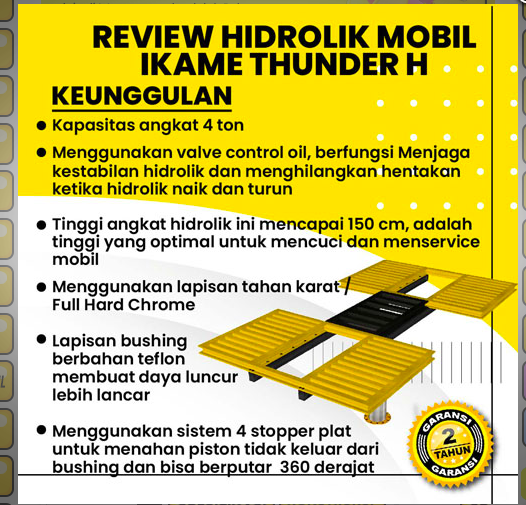 REVIEW HIDROLIK MOBIL
IKAME THUNDER H
KEUNGGULAN
• Kapasitas angkat 4 ton
• Menggunakan valve control oil, berfungsi Menjaga
kestabilan hidrolik dan menghilangkan hentakan
ketika hidrolik naik dan turun
• Tinggi angkat hidrolik ini mencapai 150 cm, adalah
tinggi yang optimal untuk mencuci dan menservice
mobil
• Menggunakan lapisan tahan karat /
Full Hard Chrome
• Lapisan bushing
berbahan teflon
membuat daya luncur
lebih lancar
• Menggunakan sistem 4 stopper plat
untuk menahan piston tidak keluar dari
bushing dan bisa berputar 360 derajat
GARANSI
2
TAHUN
GARANSI